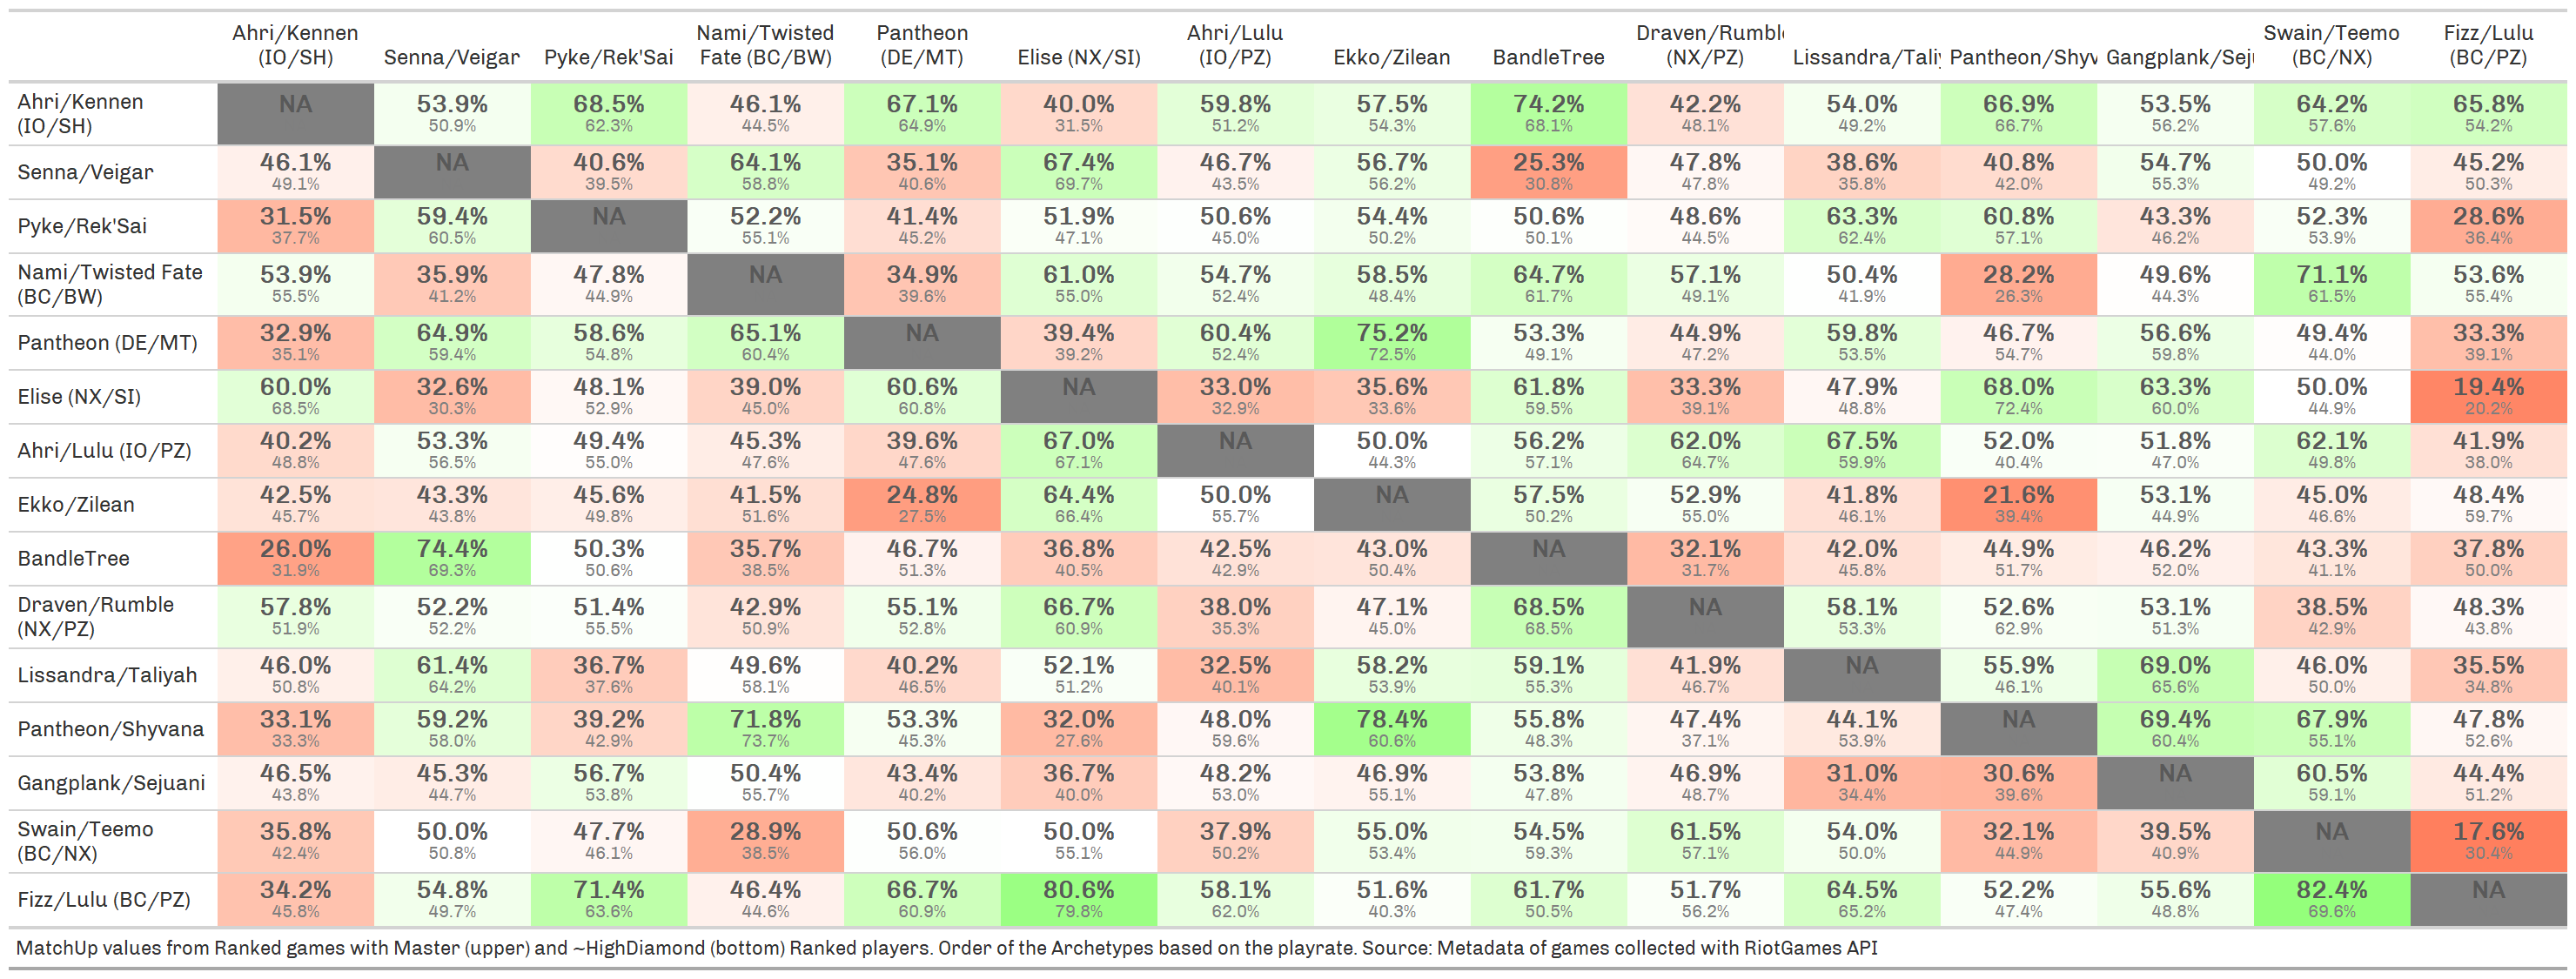 Ahri/Kennen (IO/SH) Senna/Veigar Pyke/Rek'Sai Nami/Twisted Fate (BC/BW) Pantheon (DE/MT) Elise (NX/SI) Ahri/Lulu (IO/PZ) Ekko/Zilean BandleTree Draven/Rumble (NX/PZ) Lissandra/Taliy Pantheon/Shyv Gangplank/Sej Swain/Teemo (BC/NX) Fizz/Lulu (BC/PZ)
Ahri/Kennen (IO/SH) NA 53.9% 68.5% 46.1% 67.1% 40.0% 59.8% 57.5% 74.2% 42.2% 54.0% 66.9% 53.5% 64.2% 65.8%
50.9% 62.3% 44.5% 64.9% 31.5% 51.2% 54.3% 68.1% 48.1% 49.2% 66.7% 56.2% 57.6% 54.2%
Senna/Veigar 46.1% NA 40.6% 64.1% 35.1% 67.4% 46.7% 56.7% 25.3% 47.8% 38.6% 40.8% 54.7% 50.0% 45.2%
49.1% 39.5% 58.8% 40.6% 69.7% 43.5% 56.2% 30.8% 47.8% 35.8% 42.0% 55.3% 49.2% 50.3%
Pyke/Rek'Sai 31.5% 59.4% NA 52.2% 41.4% 51.9% 50.6% 54.4% 50.6% 48.6% 63.3% 60.8% 43.3% 52.3% 28.6%
37.7% 60.5% 55.1% 45.2% 47.1% 45.0% 50.2% 50.1% 44.5% 62.4% 57.1% 46.2% 53.9% 36.4%
Nami/Twisted Fate (BC/BW) 53.9% 35.9% 47.8% NA 34.9% 61.0% 54.7% 58.5% 64.7% 57.1% 50.4% 28.2% 49.6% 71.1% 53.6%
55.5% 41.2% 44.9% 39.6% 55.0% 52.4% 48.4% 61.7% 49.1% 41.9% 26.3% 44.3% 61.5% 55.4%
Pantheon (DE/MT) 32.9% 64.9% 58.6% 65.1% NA 39.4% 60.4% 75.2% 53.3% 44.9% 59.8% 46.7% 56.6% 49.4% 33.3%
35.1% 59.4% 54.8% 60.4% 39.2% 52.4% 72.5% 49.1% 47.2% 53.5% 54.7% 59.8% 44.0% 39.1%
Elise (NX/SI) 60.0% 32.6% 48.1% 39.0% 60.6% NA 33.0% 35.6% 61.8% 33.3% 47.9% 68.0% 63.3% 50.0% 19.4%
68.5% 30.3% 52.9% 45.0% 60.8% 32.9% 33.6% 59.5% 39.1% 48.8% 72.4% 60.0% 44.9% 20.2%
Ahri/Lulu (IO/PZ) 40.2% 53.3% 49.4% 45.3% 39.6% 67.0% NA 50.0% 56.2% 62.0% 67.5% 52.0% 51.8% 62.1% 41.9%
48.8% 56.5% 55.0% 47.6% 47.6% 67.1% 44.3% 57.1% 64.7% 59.9% 40.4% 47.0% 49.8% 38.0%
Ekko/Zilean 42.5% 43.3% 45.6% 41.5% 24.8% 64.4% 50.0% NA 57.5% 52.9% 41.8% 21.6% 53.1% 45.0% 48.4%
45.7% 43.8% 49.8% 51.6% 27.5% 66.4% 55.7% 50.2% 55.0% 46.1% 39.4% 44.9% 46.6% 59.7%
BandleTree 26.0% 74.4% 50.3% 35.7% 46.7% 36.8% 42.5% 43.0% NA 32.1% 42.0% 44.9% 46.2% 43.3% 37.8%
31.9% 69.3% 50.6% 38.5% 51.3% 40.5% 42.9% 50.4% 31.7% 45.8% 51.7% 52.0% 41.1% 50.0%
Draven/Rumble (NX/PZ) 57.8% 52.2% 51.4% 42.9% 55.1% 66.7% 38.0% 47.1% 68.5% NA 58.1% 52.6% 53.1% 38.5% 48.3%
51.9% 52.2% 55.5% 50.9% 52.8% 60.9% 35.3% 45.0% 68.5% 53.3% 62.9% 51.3% 42.9% 43.8%
Lissandra/Taliyah 46.0% 61.4% 36.7% 49.6% 40.2% 52.1% 32.5% 58.2% 59.1% 41.9% NA 55.9% 69.0% 46.0% 35.5%
50.8% 64.2% 37.6% 58.1% 46.5% 51.2% 40.1% 53.9% 55.3% 46.7% 46.1% 65.6% 50.0% 34.8%
Pantheon/Shyvana 33.1% 59.2% 39.2% 71.8% 53.3% 32.0% 48.0% 78.4% 55.8% 47.4% 44.1% NA 69.4% 67.9% 47.8%
33.3% 58.0% 42.9% 73.7% 45.3% 27.6% 59.6% 60.6% 48.3% 37.1% 53.9% 60.4% 55.1% 52.6%
Gangplank/Sejuani 46.5% 45.3% 56.7% 50.4% 43.4% 36.7% 48.2% 46.9% 53.8% 46.9% 31.0% 30.6% NA 60.5% 44.4%
43.8% 44.7% 53.8% 55.7% 40.2% 40.0% 53.0% 55.1% 47.8% 48.7% 34.4% 39.6% 59.1% 51.2%
Swain/Teemo (BC/NX) 35.8% 50.0% 47.7% 28.9% 50.6% 50.0% 37.9% 55.0% 54.5% 61.5% 54.0% 32.1% 39.5% NA 17.6%
42.4% 50.8% 46.1% 38.5% 56.0% 55.1% 50.2% 53.4% 59.3% 57.1% 50.0% 44.9% 40.9% 30.4%
Fizz/Lulu (BC/PZ) 34.2% 54.8% 71.4% 46.4% 66.7% 80.6% 58.1% 51.6% 61.7% 51.7% 64.5% 52.2% 55.6% 82.4% NA
45.8% 49.7% 63.6% 44.6% 60.9% 79.8% 62.0% 40.3% 50.5% 56.2% 65.2% 47.4% 48.8% 69.6%
MatchUp values from Ranked games with Master (upper) and ~HighDiamond (bottom) Ranked players. Order of the Archetypes based on the playrate. Source: Metadata of games collected with RiotGames API